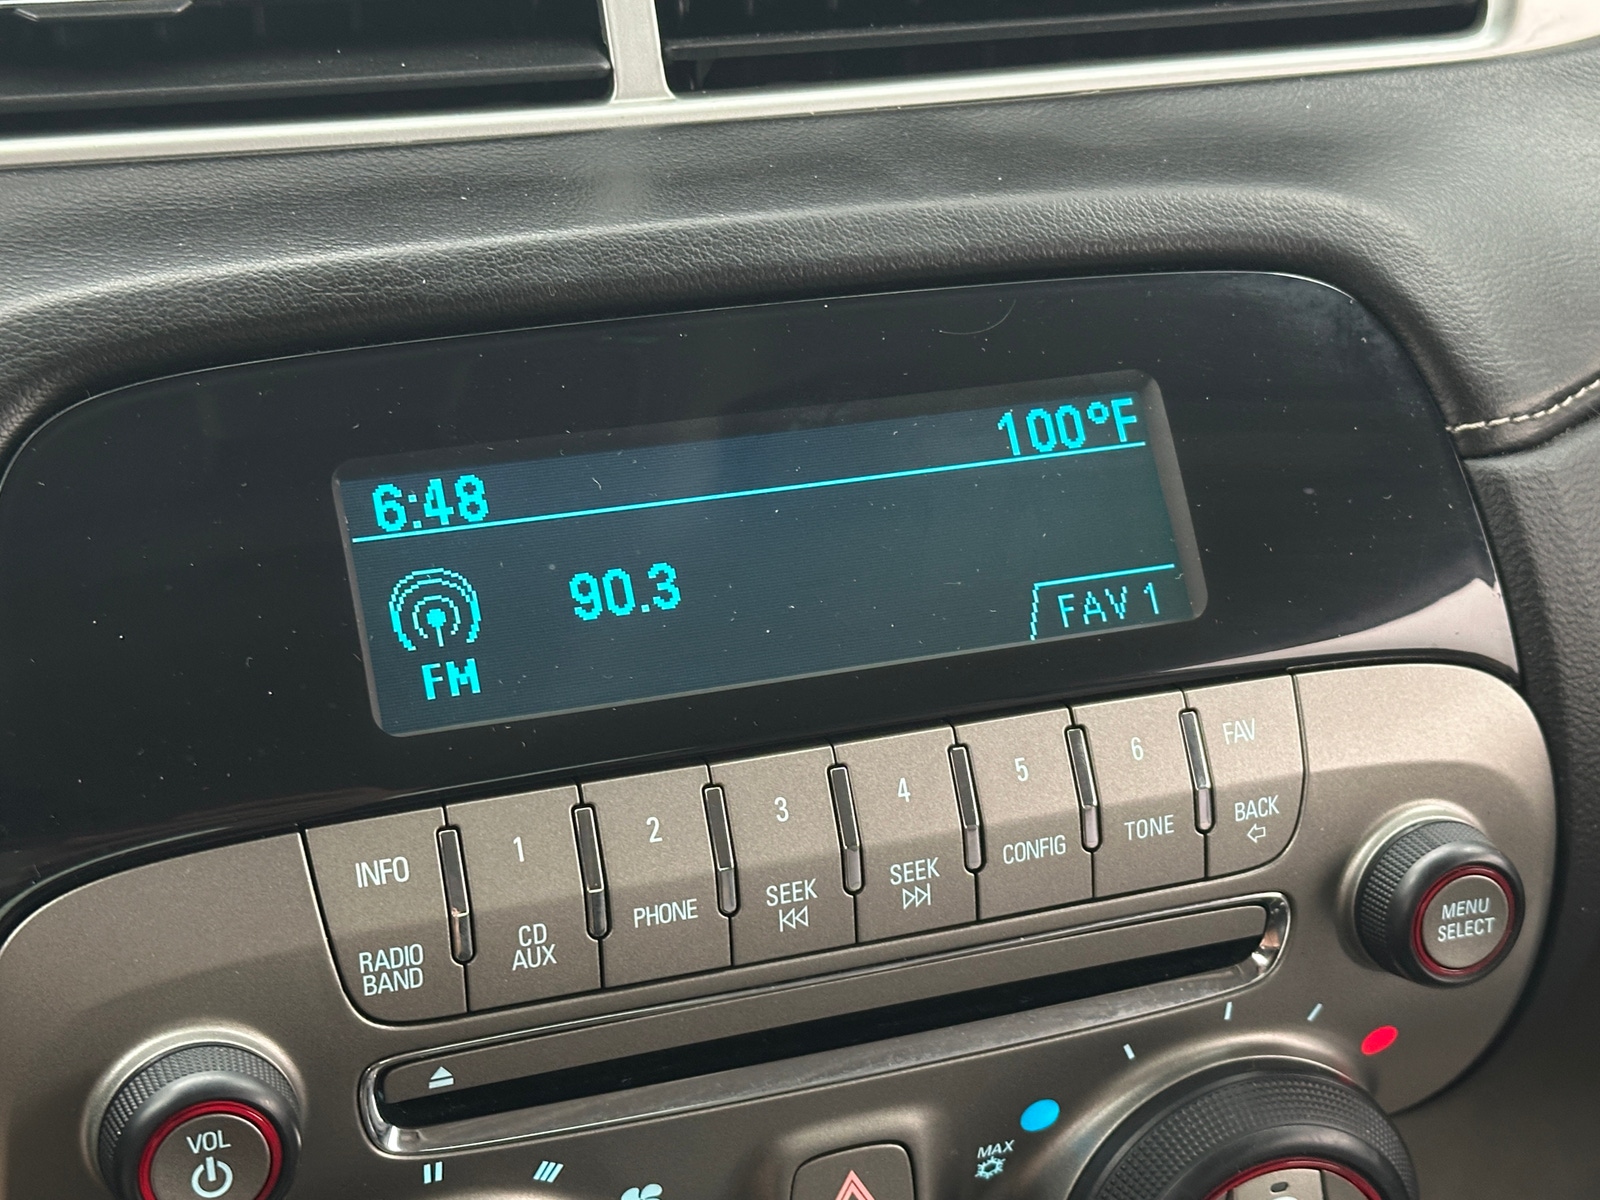 100°F
6:48
90.3
FM
FAV 1
INFO
RADIO
BAND
1
CD
AUX
2
PHONE
3
SEEK
4
SEEK
5
CONFIG
6
TONE
FAV
BACK
MENU
SELECT
VOL
MAX